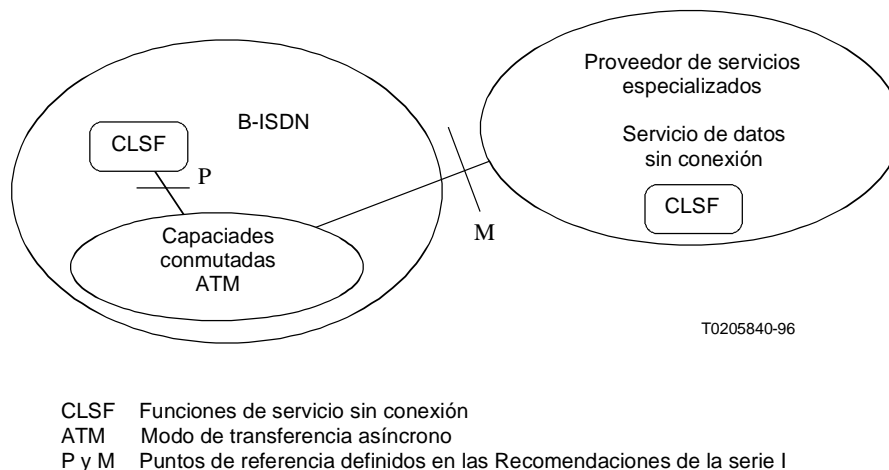 Proveedor de servicios
especializados
B-ISDN
Servicio de datos
sin conexión
CLSF
P
CLSF
M
Capaciades
conmutadas
ATM
T0205840-96
CLSF Funciones de servicio sin conexión
ATM Modo de transferencia asíncrono
P y M Puntos de referencia definidos en las Recomendaciones de la serie I